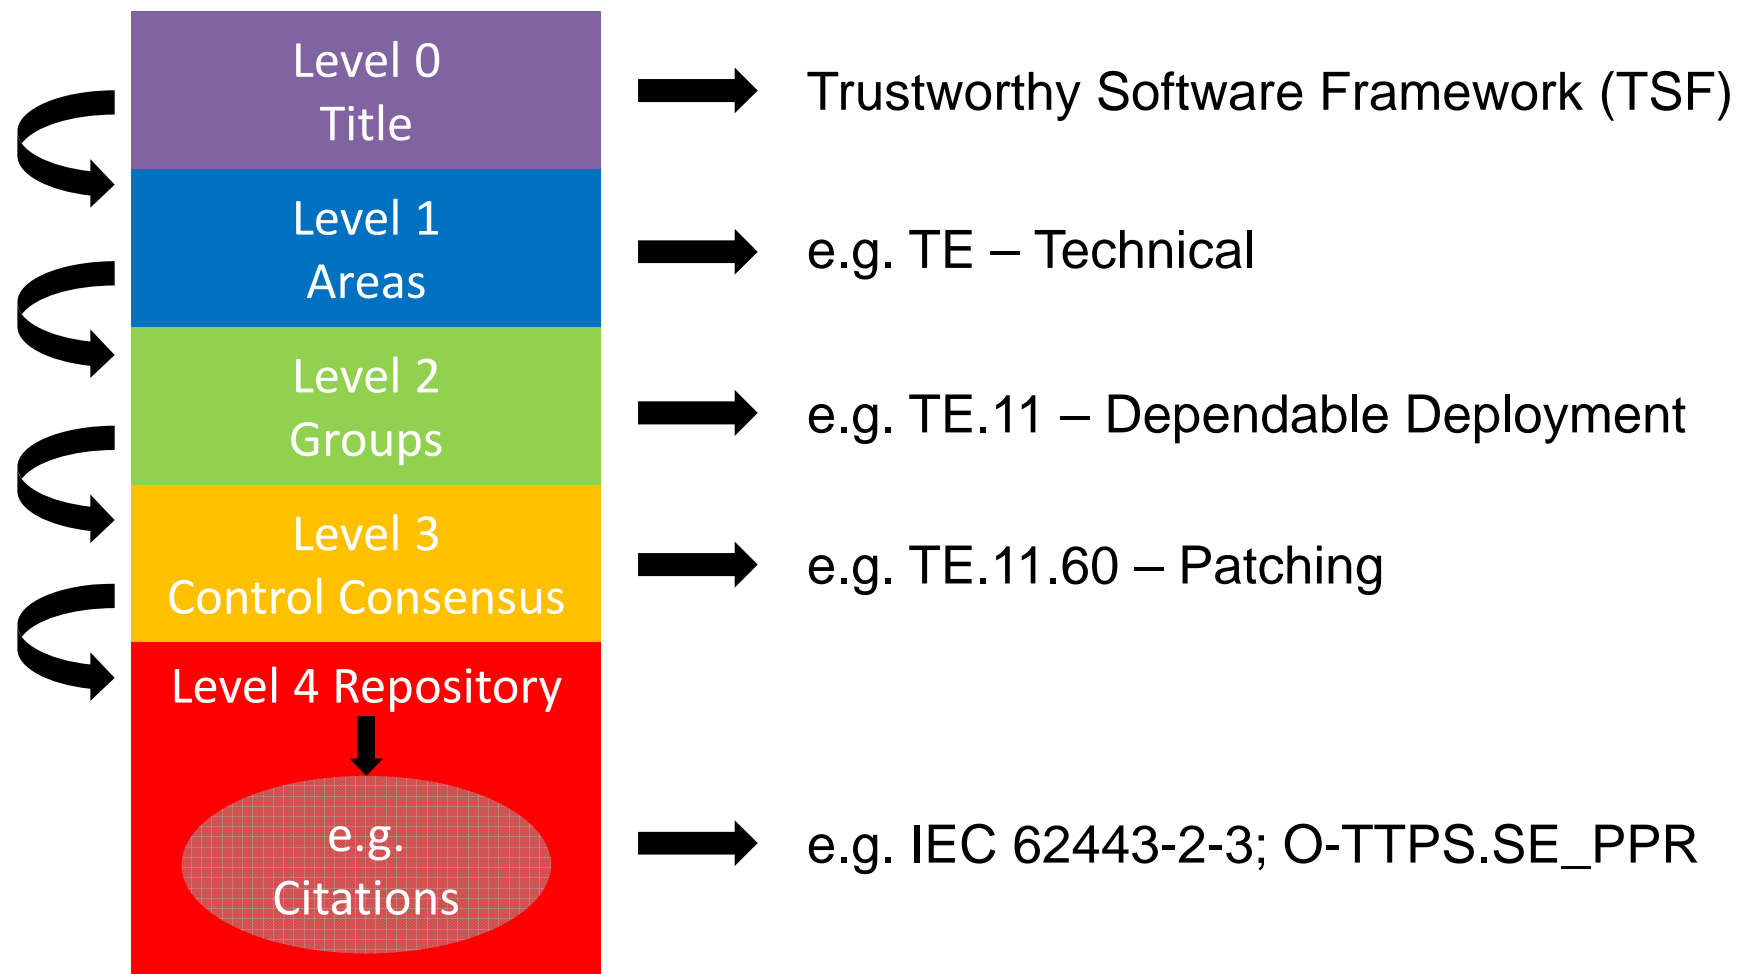 Level 0
Title
Trustworthy Software Framework (TSF)
Level 1
Areas
e.g. TE – Technical
Level 2
Groups
e.g. TE.11 – Dependable Deployment
Level 3
Control Consensus
e.g. TE.11.60 – Patching
Level 4 Repository
e.g.
Citations
e.g. IEC 62443-2-3; O-TTPS.SE_PPR